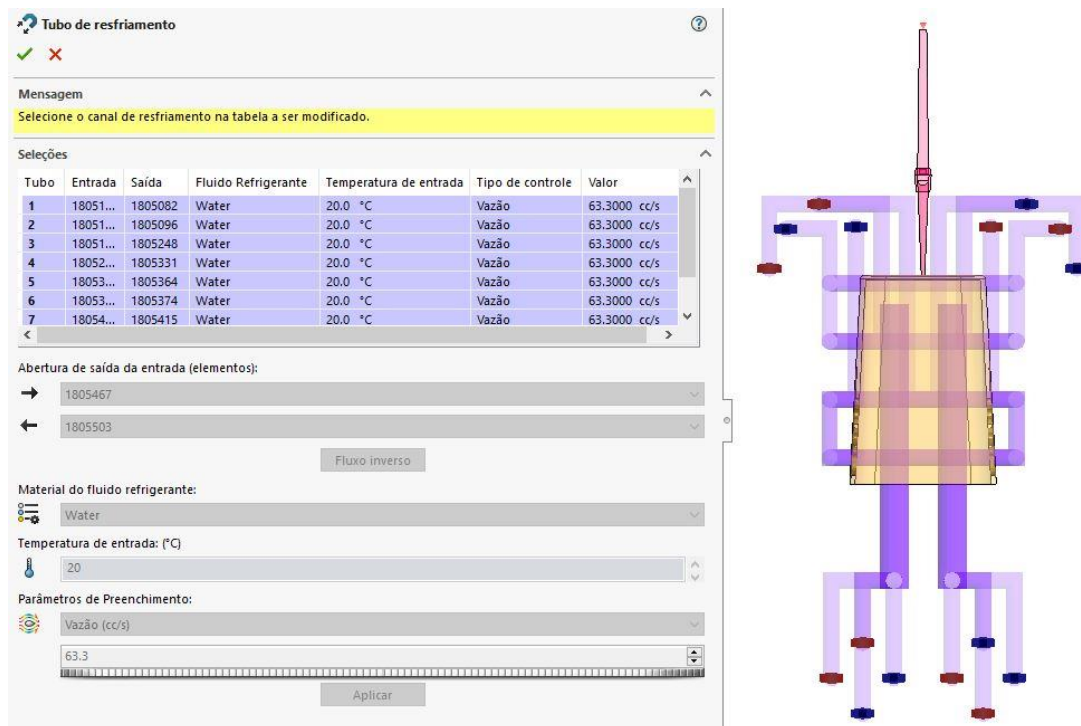 Tubo de resfriamento
Mensagem
Selecione o canal de resfriamento na tabela a ser modificado.
Seleções
Tubo Entrada Saída Fluido Refrigerante Temperatura de entrada Tipo de controle Valor
1 18051... 1805082 Water 20.0 °C Vazão 63.3000 cc/s
2 18051... 1805096 Water 20.0 °C Vazão 63.3000 cc/s
3 18051... 1805248 Water 20.0 °C Vazão 63.3000 cc/s
4 18052... 1805331 Water 20.0 °C Vazão 63.3000 cc/s
5 18053... 1805364 Water 20.0 °C Vazão 63.3000 cc/s
6 18053... 1805374 Water 20.0 °C Vazão 63.3000 cc/s
7 18054... 1805415 Water 20.0 °C Vazão 63.3000 cc/s
Abertura de saída da entrada (elementos):
1805467
1805503
Fluxo inverso
Material do fluido refrigerante:
Water
Temperatura de entrada: (°C)
20
Parâmetros de Preenchimento:
Vazão (cc/s)
63.3
Aplicar